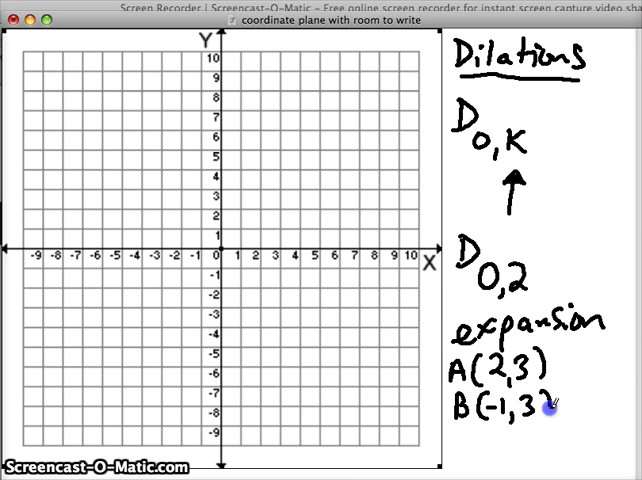 Screen Recorder | Screencast-O-Matic - Free online screen recorder for instant screen capture video sha
coordinate plane with room to write
Y
10
9
8
7
6
5
4
3
2
1
-9 -8 -7 -6 -5 -4 -3 -2 -1 0 1 2 3 4 5 6 7 8 9 10
X
-1
-2
-3
-4
-5
-6
-7
-8
-9
Dilations
D O,K
D O,2
expansion
A(2,3)
B(-1,3)
Screencast-O-Matic.com